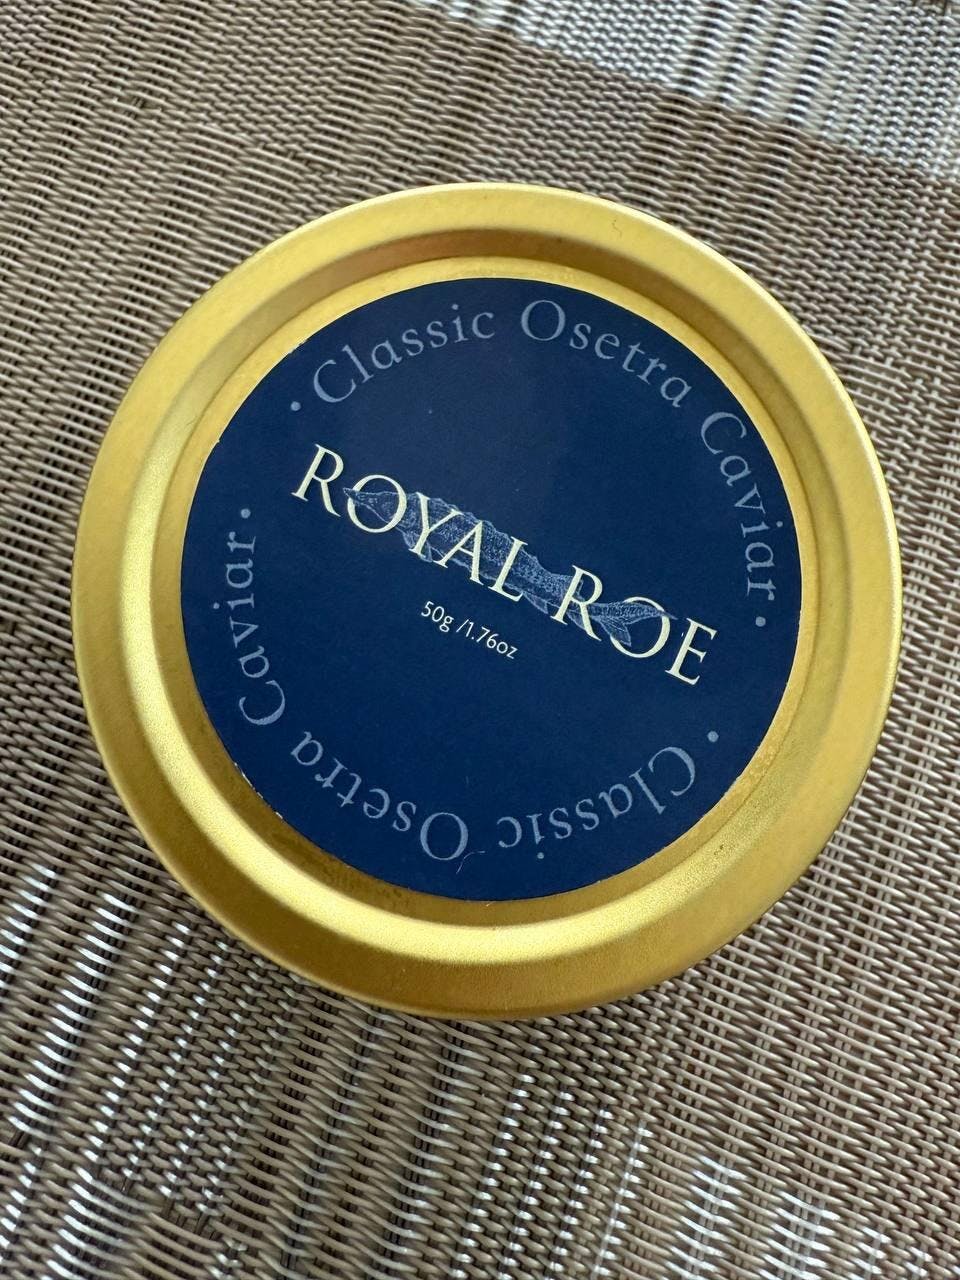 · Classic Osetra Caviar ·
ROYAL ROE
50g /1.76oz
· Classic Osetra Caviar ·